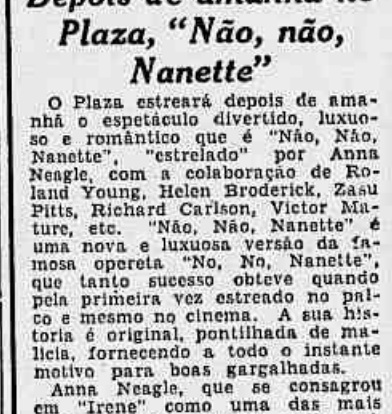 Depois de amanhã no
Plaza, "Não, não,
Nanette"
O Plaza estreará depois de ama-
nhã o espetáculo divertido, luxuo-
so e romântico que é "Não, Não,
Nanette", "estrelado" por Anna
Neagle, com a colaboração de Ro-
land Young, Helen Broderick, Zasu
Pitts, Richard Carlson, Victor Ma-
ture, etc. "Não, Não, Nanette" é
uma nova e luxuosa versão da fa-
mosa opereta "No, No, Nanette",
que tanto sucesso obteve quando
pela primeira vez estreado no pal-
co e mesmo no cinema. A sua his-
toria é original, pontilhada de ma-
licia, fornecendo a todo o instante
motivo para boas gargalhadas.
Anna Neagle, que se consagrou
em "Irene" como uma das mais